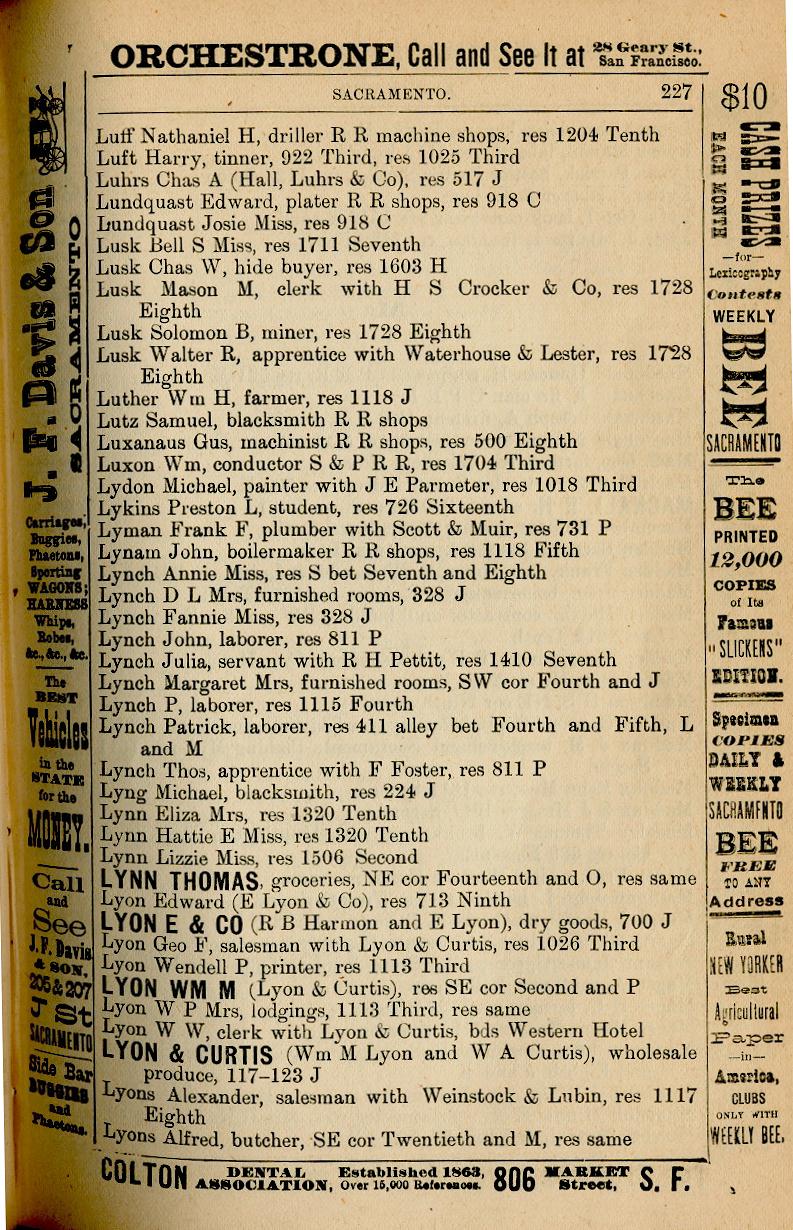 ORCHESTRONE, Call and See It at 28 Geary St., San Francisco.
SACRAMENTO. 227
Luff Nathaniel H, driller R R machine shops, res 1204 Tenth
Luft Harry, tinner, 922 Third, res 1025 Third
Luhrs Chas A (Hall, Luhrs & Co), res 517 J
Lundquast Edward, plater R R shops, res 918 C
Lundquast Josie Miss, res 918 C
Lusk Bell S Miss, res 1711 Seventh
Lusk Chas W, hide buyer, res 1603 H
Lusk Mason M, clerk with H S Crocker & Co, res 1728
Eighth
Lusk Solomon B, miner, res 1728 Eighth
Lusk Walter R, apprentice with Waterhouse & Lester, res 1728
Eighth
Luther Wm H, farmer, res 1118 J
Lutz Samuel, blacksmith R R shops
Luxanaus Gus, machinist R R shops, res 500 Eighth
Luxon Wm, conductor S & P R R, res 1704 Third
Lydon Michael, painter with J E Parmeter, res 1018 Third
Lykins Preston L, student, res 726 Sixteenth
Lyman Frank F, plumber with Scott & Muir, res 731 P
Lynam John, boilermaker R R shops, res 1118 Fifth
Lynch Annie Miss, res S bet Seventh and Eighth
Lynch D L Mrs, furnished rooms, 328 J
Lynch Fannie Miss, res 328 J
Lynch John, laborer, res 811 P
Lynch Julia, servant with R H Pettit, res 1410 Seventh
Lynch Margaret Mrs, furnished rooms, SW cor Fourth and J
Lynch P, laborer, res 1115 Fourth
Lynch Patrick, laborer, res 411 alley bet Fourth and Fifth, L
and M
Lynch Thos, apprentice with F Foster, res 811 P
Lyng Michael, blacksmith, res 224 J
Lynn Eliza Mrs, res 1320 Tenth
Lynn Hattie E Miss, res 1320 Tenth
Lynn Lizzie Miss, res 1506 Second
LYNN THOMAS, groceries, NE cor Fourteenth and O, res same
Lyon Edward (E Lyon & Co), res 713 Ninth
LYON E & CO (R B Harmon and E Lyon), dry goods, 700 J
Lyon Geo F, salesman with Lyon & Curtis, res 1026 Third
Lyon Wendell P, printer, res 1113 Third
LYON WM M (Lyon & Curtis), res SE cor Second and P
Lyon W P Mrs, lodgings, 1113 Third, res same
Lyon W W, clerk with Lyon & Curtis, bds Western Hotel
LYON & CURTIS (Wm M Lyon and W A Curtis), wholesale
produce, 117–123 J
Lyons Alexander, salesman with Weinstock & Lubin, res 1117
Eighth
Lyons Alfred, butcher, SE cor Twentieth and M, res same
COLTON DENTAL ASSOCIATION, Established 1863, Over 15,000 References. 806 MARKET Street, S. F.
J. F. Davis & Son
SACRAMENTO
Carriages,
Buggies,
Phaetons,
Sporting
WAGONS;
HARNESS
Whips,
Robes,
&c., &c., &c.
The
BEST
Vehicles
in the
STATE
for the
MONEY.
Call
and
See
J. F. Davis
& SON,
205 & 207
J St
SACRAMENTO
Side Bar
BUGGIES
and
Phaetons.
$10
CASH PRIZES
EACH MONTH
—for—
Lexicography
Contests
WEEKLY
BEE
SACRAMENTO
The
BEE
PRINTED
12,000
COPIES
of Its
Famous
"SLICKENS"
EDITION.
Specimen
COPIES
DAILY &
WEEKLY
SACRAMENTO
BEE
FREE
TO ANY
Address
Rural
NEW YORKER
Best
Agricultural
Paper
—in—
America,
CLUBS
ONLY WITH
WEEKLY BEE.